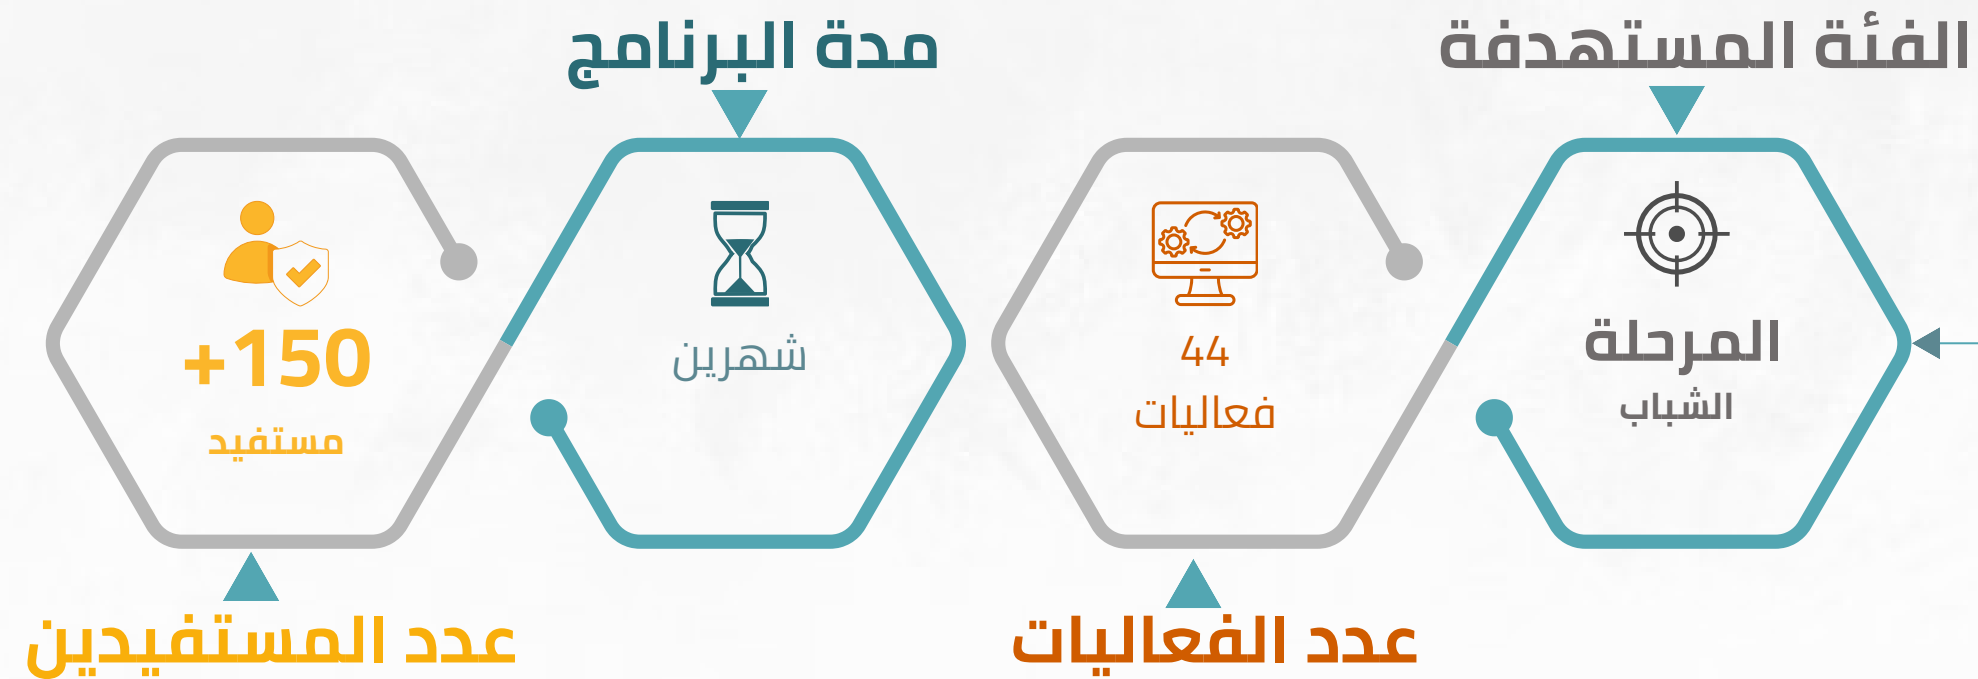 الفئة المستهدفة
المرحلة
الشباب
44
فعاليات
عدد الفعاليات
مدة البرنامج
شهرين
+150
مستفيد
عدد المستفيدين